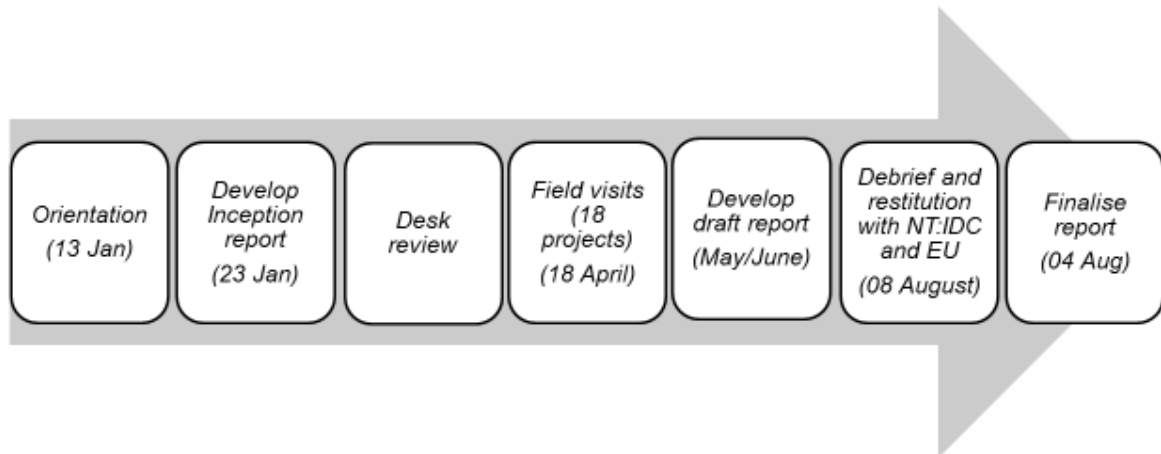 Orientation
(13 Jan)
Develop
Inception
report
(23 Jan)
Desk
review
Field visits
(18
projects)
(18 April)
Develop
draft report
(May/June)
Debrief and
restitution
with NT:IDC
and EU
(08 August)
Finalise
report
(04 Aug)